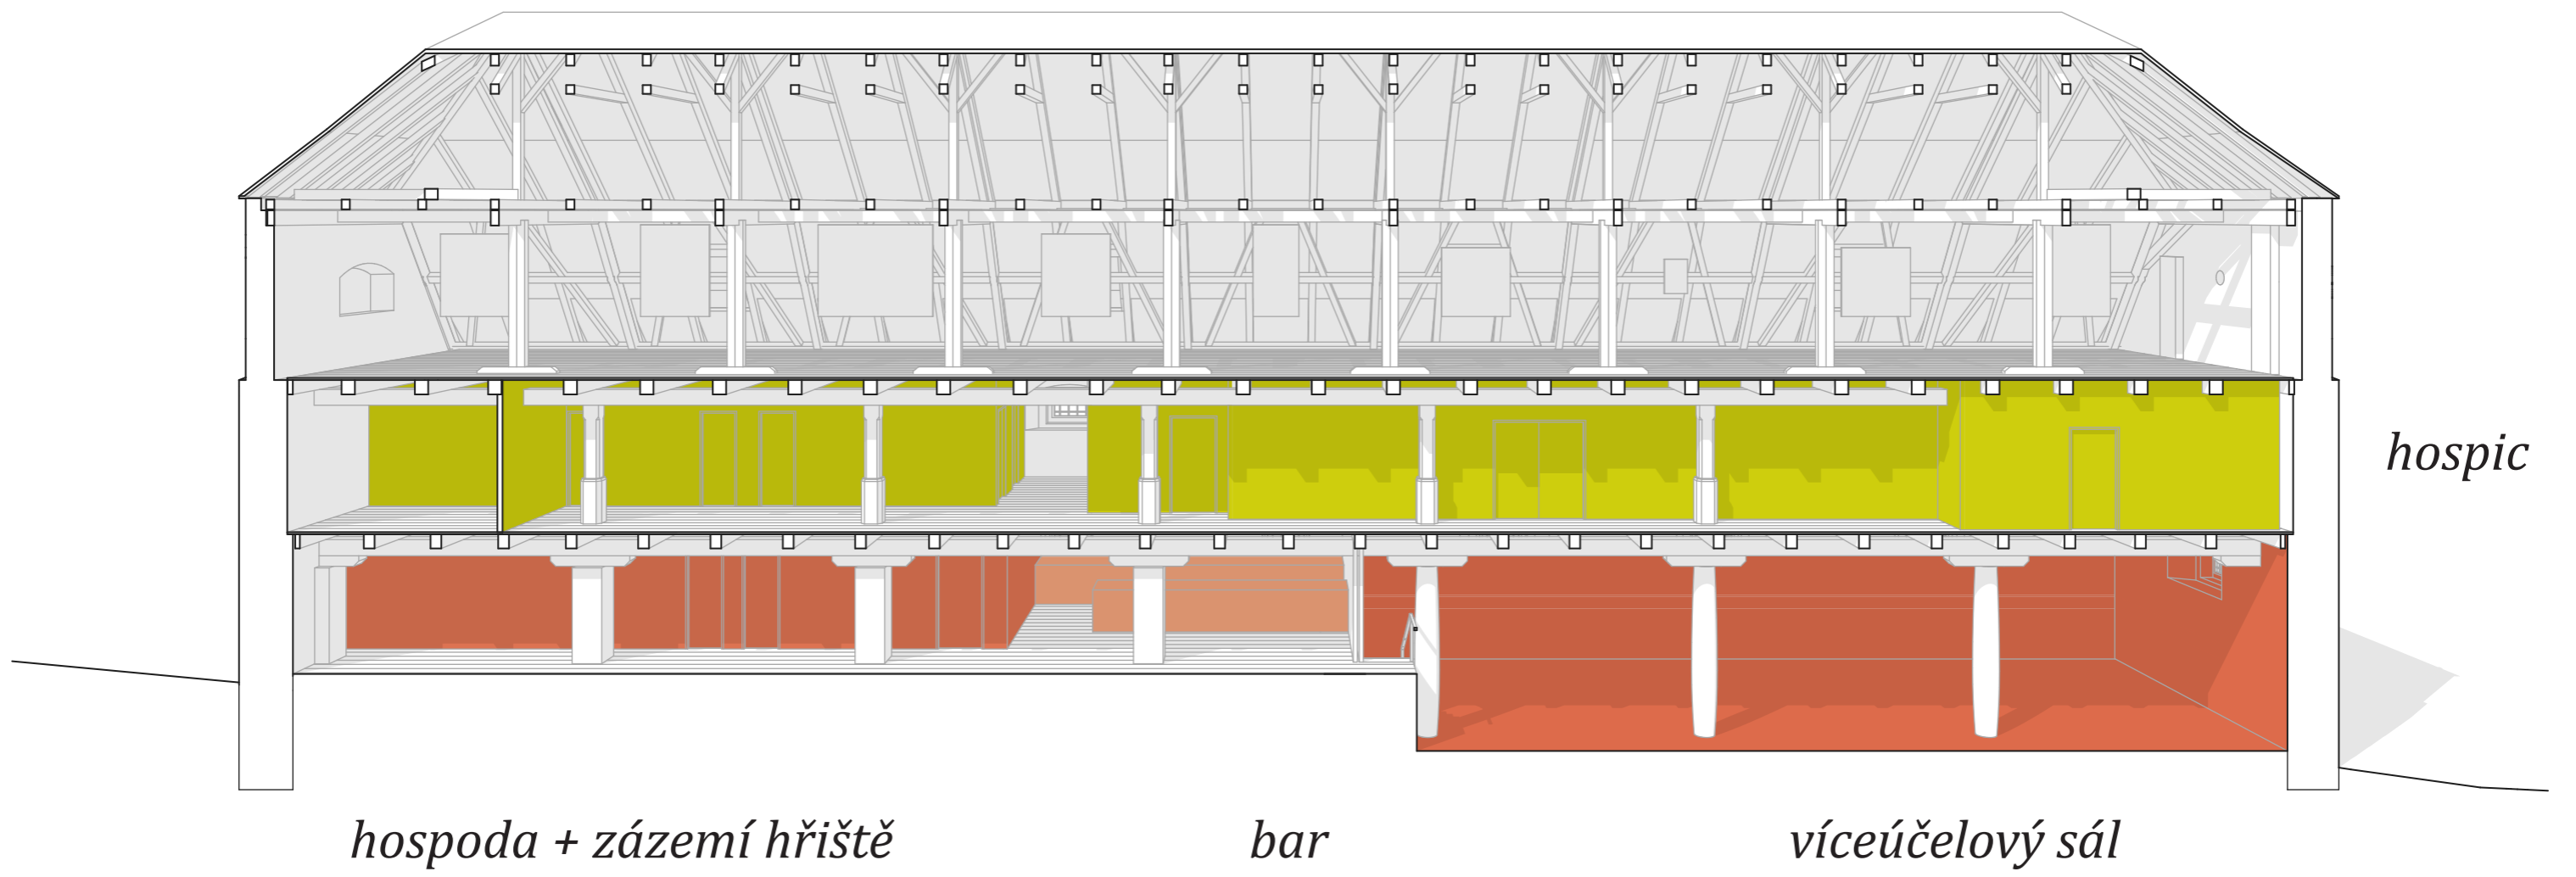 hospic
hospoda + zázemí hřiště
bar
víceúčelový sál